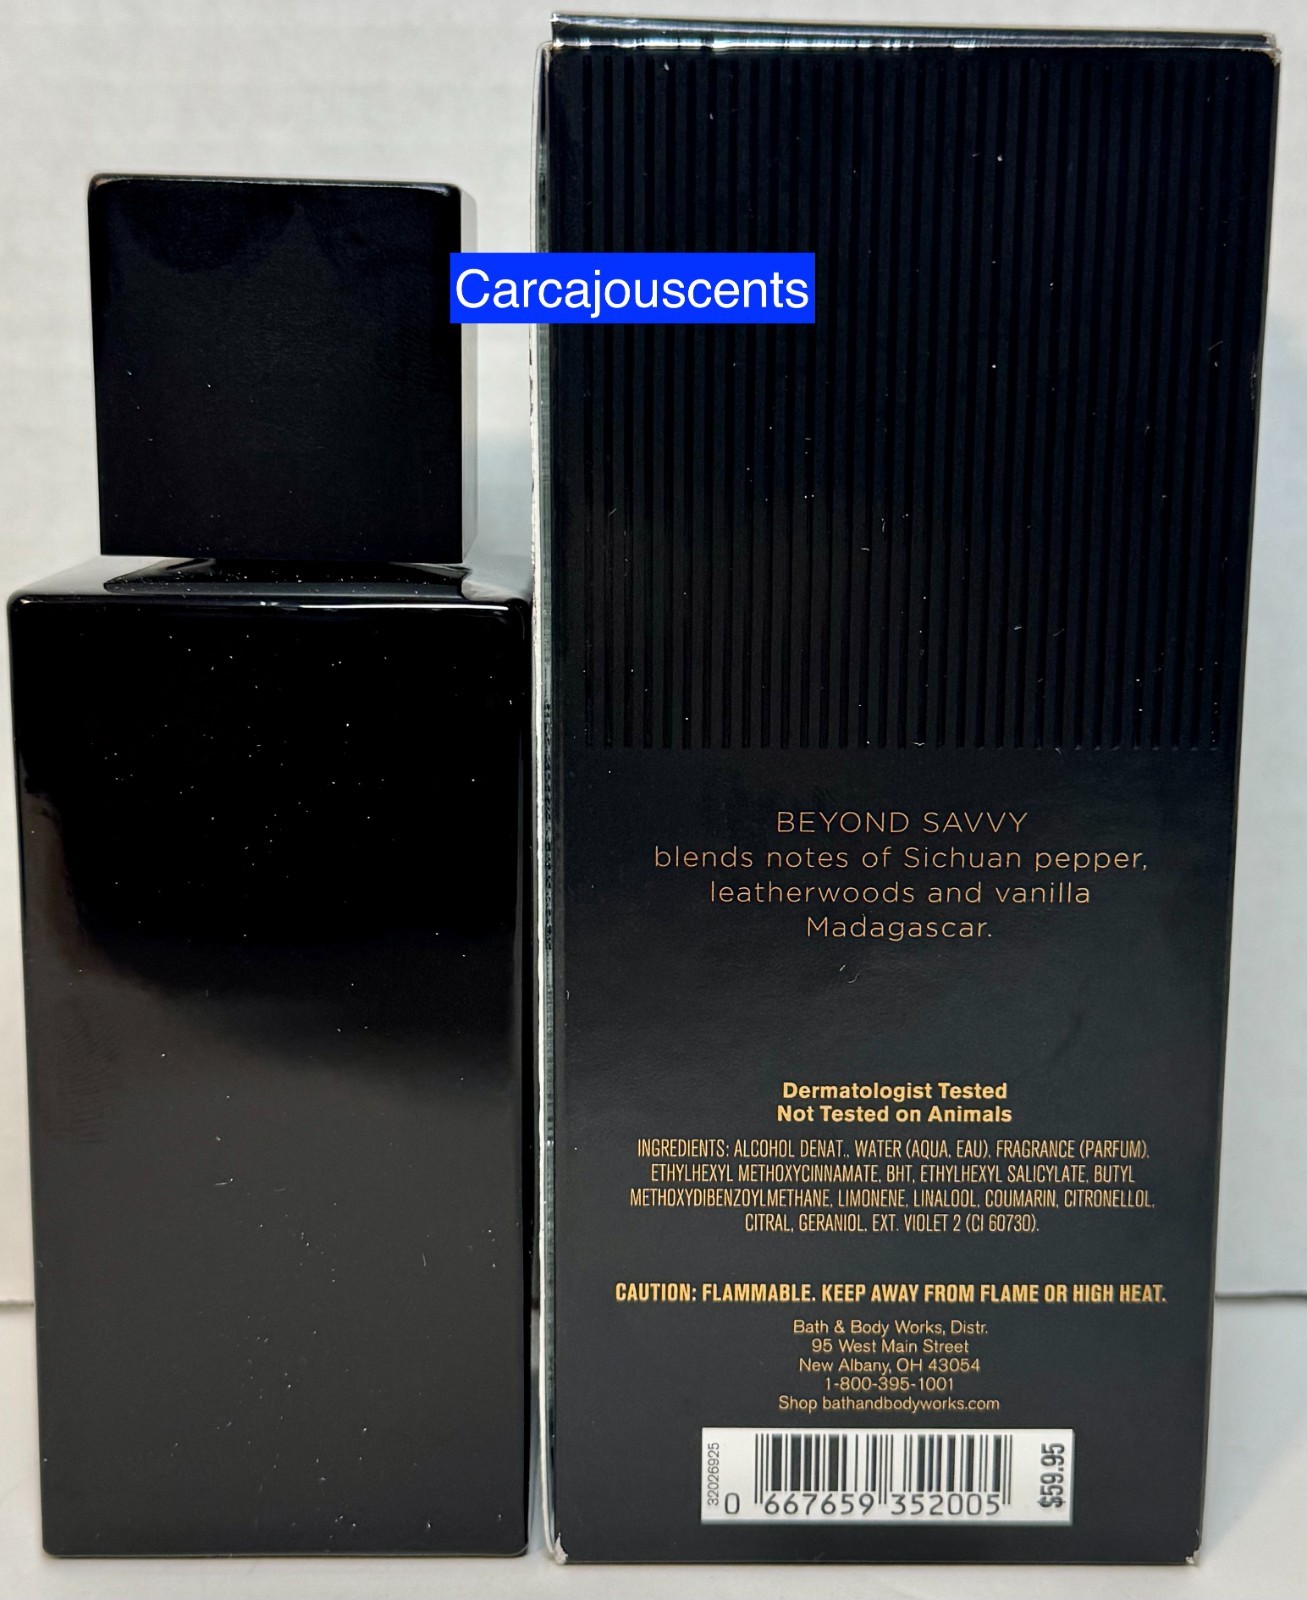 Carcajouscents
BEYOND SAVVY
blends notes of Sichuan pepper,
leatherwoods and vanilla
Madagascar.
Dermatologist Tested
Not Tested on Animals
INGREDIENTS: ALCOHOL DENAT., WATER (AQUA, EAU), FRAGRANCE (PARFUM),
ETHYLHEXYL METHOXYCINNAMATE, BHT, ETHYLHEXYL SALICYLATE, BUTYL
METHOXYDIBENZOYLMETHANE, LIMONENE, LINALOOL, COUMARIN, CITRONELLOL,
CITRAL, GERANIOL, EXT. VIOLET 2 (CI 60730).
CAUTION: FLAMMABLE. KEEP AWAY FROM FLAME OR HIGH HEAT.
Bath & Body Works, Distr.
95 West Main Street
New Albany, OH 43054
1-800-395-1001
Shop bathandbodyworks.com
32026925
0 667659 352005
$59.95